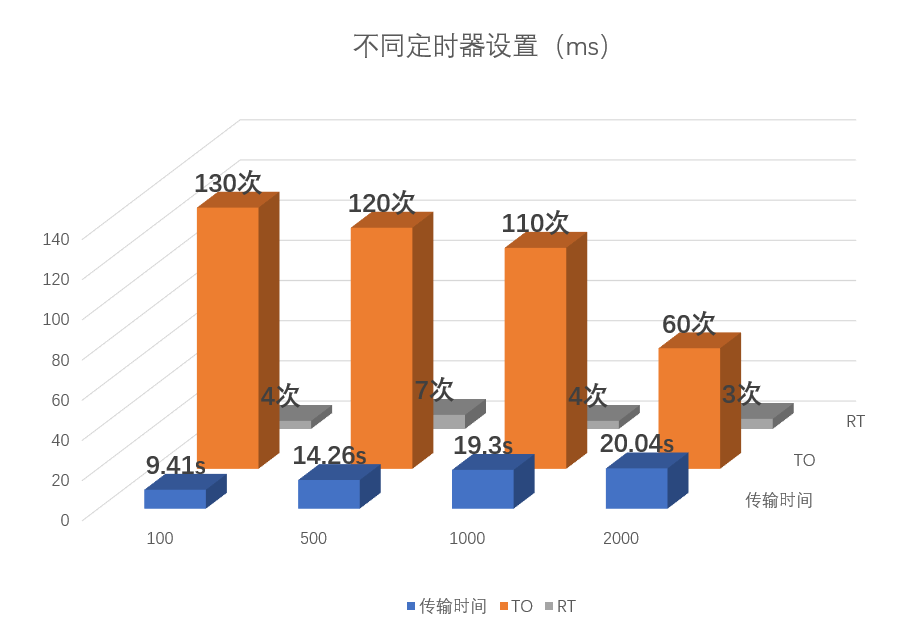 不同定时器设置（ms）
130次
120次
110次
60次
4次
7次
4次
3次
9.41s
14.26s
19.3s
20.04s
140
120
100
80
60
40
20
0
RT
TO
传输时间
100
500
1000
2000
传输时间
TO
RT